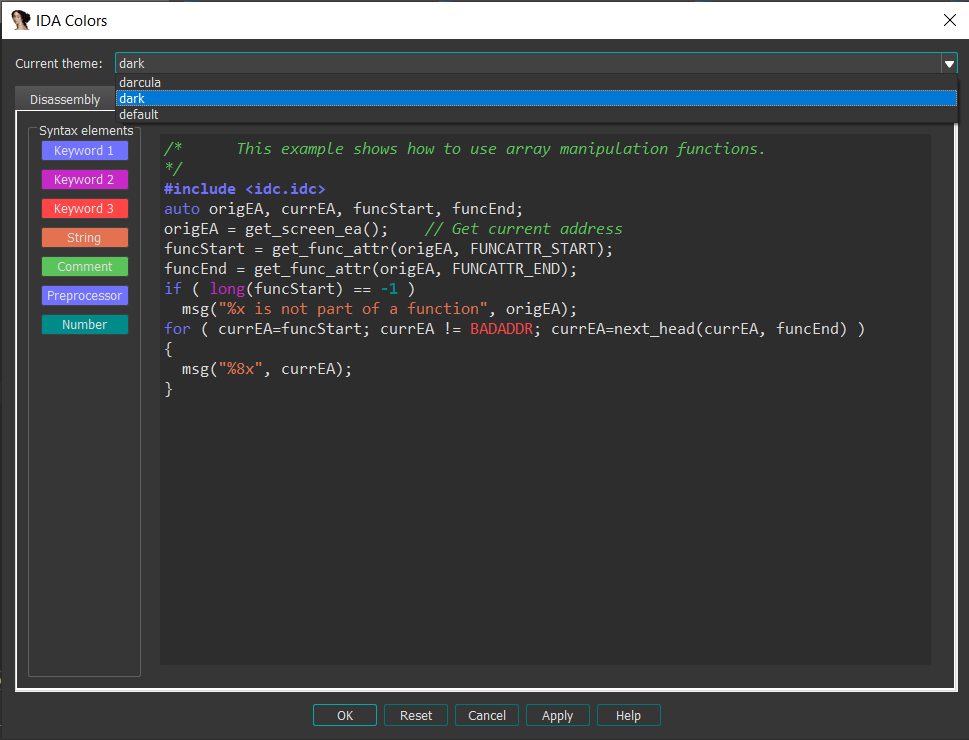 IDA Colors
Current theme: dark
darcula
dark
default
Disassembly
Syntax elements
Keyword 1
Keyword 2
Keyword 3
String
Comment
Preprocessor
Number
/*      This example shows how to use array manipulation functions.
*/
#include <idc.idc>
auto origEA, currEA, funcStart, funcEnd;
origEA = get_screen_ea();    // Get current address
funcStart = get_func_attr(origEA, FUNCATTR_START);
funcEnd = get_func_attr(origEA, FUNCATTR_END);
if ( long(funcStart) == -1 )
  msg("%x is not part of a function", origEA);
for ( currEA=funcStart; currEA != BADADDR; currEA=next_head(currEA, funcEnd) )
{
  msg("%8x", currEA);
}
OK Reset Cancel Apply Help